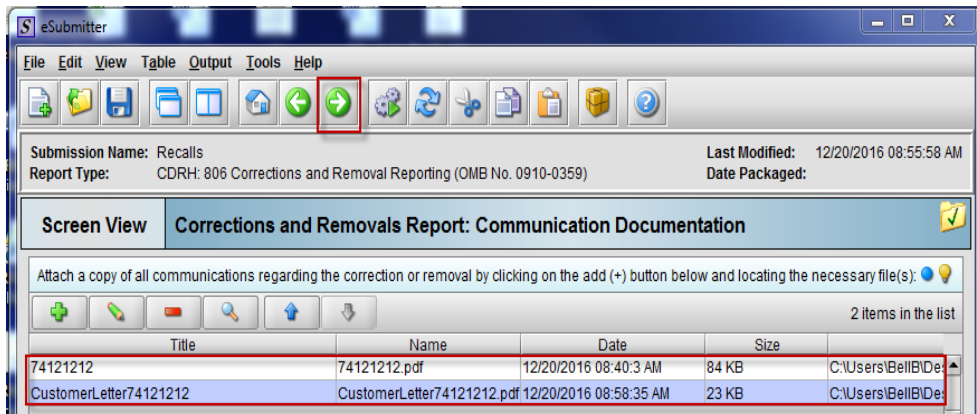 S eSubmitter
File Edit View Table Output Tools Help
Submission Name: Recalls Last Modified: 12/20/2016 08:55:58 AM
Report Type: CDRH: 806 Corrections and Removal Reporting (OMB No. 0910-0359) Date Packaged:
Screen View Corrections and Removals Report: Communication Documentation
Attach a copy of all communications regarding the correction or removal by clicking on the add (+) button below and locating the necessary file(s):
2 items in the list
Title Name Date Size
74121212 74121212.pdf 12/20/2016 08:40:3 AM 84 KB C:\Users\BellB\De
CustomerLetter74121212 CustomerLetter74121212.pdf 12/20/2016 08:58:35 AM 23 KB C:\Users\BellB\De